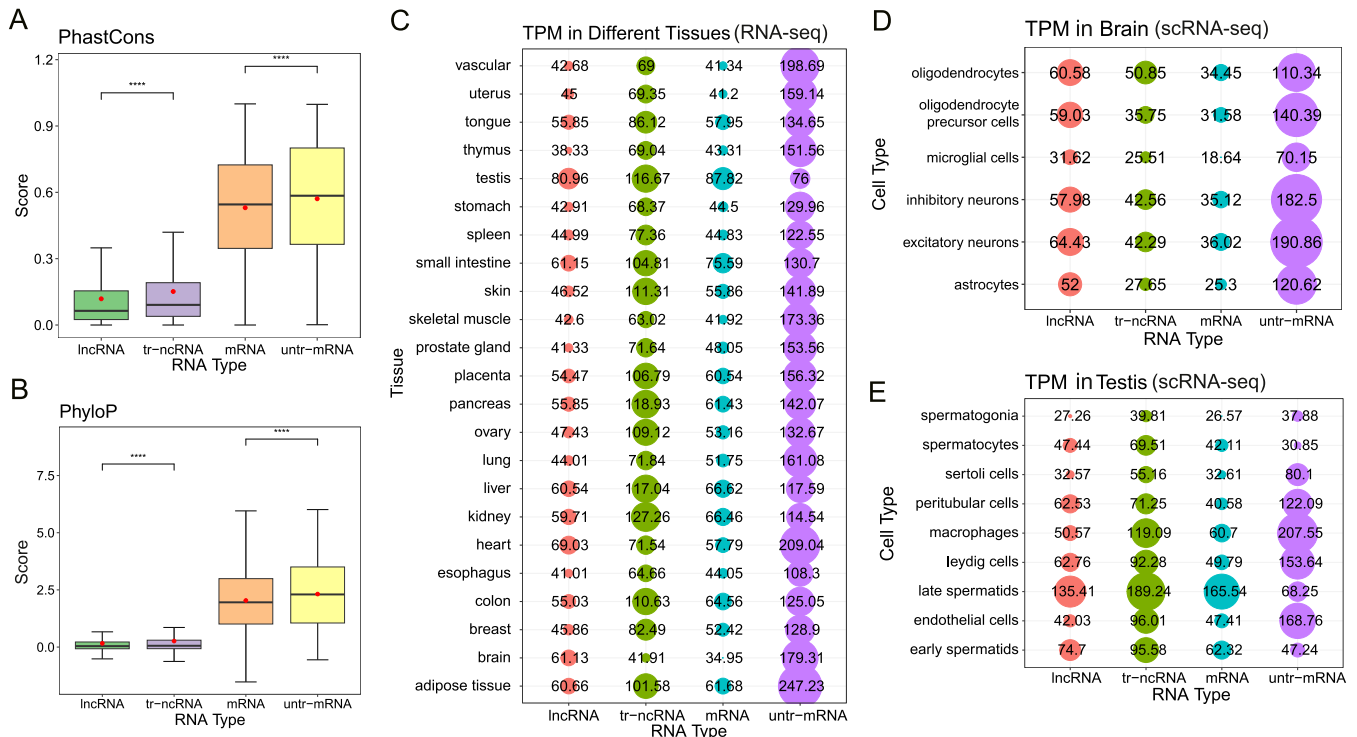 A
PhastCons
Score
1.2
0.9
0.6
0.3
0.0
****
****
lncRNA tr−ncRNA mRNA untr−mRNA
RNA Type
B
PhyloP
Score
7.5
5.0
2.5
0.0
****
****
lncRNA tr−ncRNA mRNA untr−mRNA
RNA Type
C
TPM in Different Tissues (RNA-seq)
Tissue
vascular 42.68 69 41.34 198.69
uterus 45 69.35 41.2 159.14
tongue 55.85 86.12 57.95 134.65
thymus 38.33 69.04 43.31 151.56
testis 80.96 116.67 87.82 76
stomach 42.91 68.37 44.5 129.96
spleen 44.99 77.36 44.83 122.55
small intestine 61.15 104.81 75.59 130.7
skin 46.52 111.31 55.86 141.89
skeletal muscle 42.6 63.02 41.92 173.36
prostate gland 41.33 71.64 48.05 153.56
placenta 54.47 106.79 60.54 156.32
pancreas 55.85 118.93 61.43 142.07
ovary 47.43 109.12 53.16 132.67
lung 44.01 71.84 51.75 161.08
liver 60.54 117.04 66.62 117.59
kidney 59.71 127.26 66.46 114.54
heart 69.03 71.54 57.79 209.04
esophagus 41.01 64.66 44.05 108.3
colon 55.03 110.63 64.56 125.05
breast 45.86 82.49 52.42 128.9
brain 61.13 41.91 34.95 179.31
adipose tissue 60.66 101.58 61.68 247.23
lncRNA tr−ncRNA mRNA untr−mRNA
RNA Type
D
TPM in Brain (scRNA-seq)
Cell Type
oligodendrocytes 60.58 50.85 34.45 110.34
oligodendrocyte
precursor cells 59.03 35.75 31.58 140.39
microglial cells 31.62 25.51 18.64 70.15
inhibitory neurons 57.98 42.56 35.12 182.5
excitatory neurons 64.43 42.29 36.02 190.86
astrocytes 52 27.65 25.3 120.62
lncRNA tr−ncRNA mRNA untr−mRNA
RNA Type
E
TPM in Testis (scRNA-seq)
Cell Type
spermatogonia 27.26 39.81 26.57 37.88
spermatocytes 47.44 69.51 42.11 30.85
sertoli cells 32.57 55.16 32.61 80.1
peritubular cells 62.53 71.25 40.58 122.09
macrophages 50.57 119.09 60.7 207.55
leydig cells 62.76 92.28 49.79 153.64
late spermatids 135.41 189.24 165.54 68.25
endothelial cells 42.03 96.01 47.41 168.76
early spermatids 74.7 95.58 62.32 47.24
lncRNA tr−ncRNA mRNA untr−mRNA
RNA Type